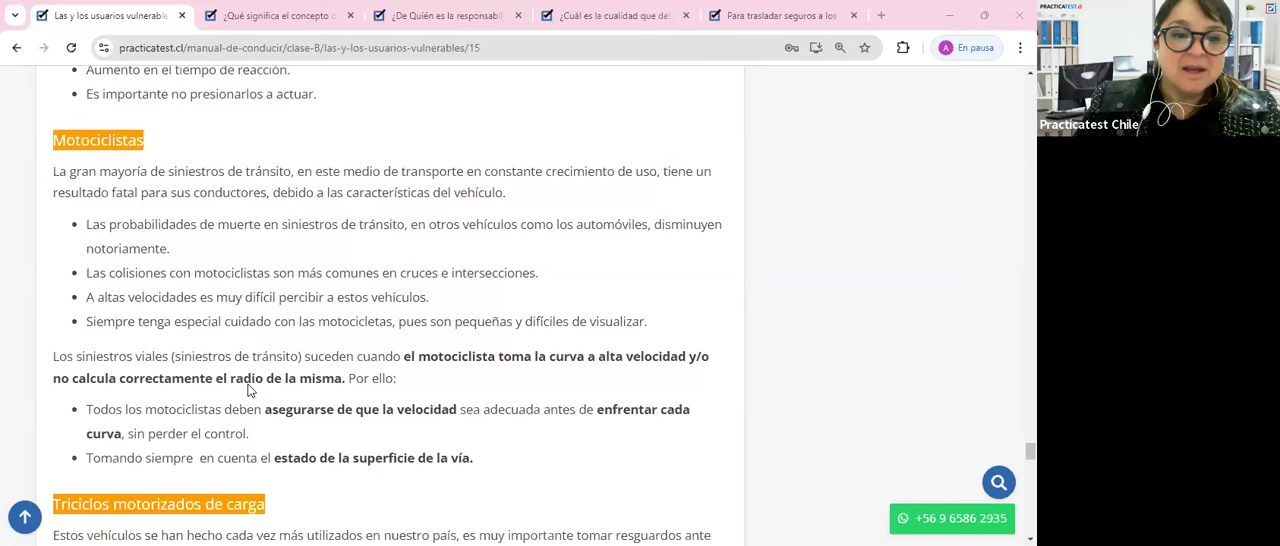 Las y los usuarios vulnerable
¿Qué significa el concepto d
¿De Quién es la responsabil
¿Cuál es la cualidad que del
Para trasladar seguros a los
practicatest.cl/manual-de-conducir/clase-B/las-y-los-usuarios-vulnerables/15
A
En pausa
PRACTICATEST.CL
Practicatest Chile
Aumento en el tiempo de reacción.
Es importante no presionarlos a actuar.
Motociclistas
La gran mayoría de siniestros de tránsito, en este medio de transporte en constante crecimiento de uso, tiene un
resultado fatal para sus conductores, debido a las características del vehículo.
Las probabilidades de muerte en siniestros de tránsito, en otros vehículos como los automóviles, disminuyen
notoriamente.
Las colisiones con motociclistas son más comunes en cruces e intersecciones.
A altas velocidades es muy difícil percibir a estos vehículos.
Siempre tenga especial cuidado con las motocicletas, pues son pequeñas y difíciles de visualizar.
Los siniestros viales (siniestros de tránsito) suceden cuando el motociclista toma la curva a alta velocidad y/o
no calcula correctamente el radio de la misma. Por ello:
Todos los motociclistas deben asegurarse de que la velocidad sea adecuada antes de enfrentar cada
curva, sin perder el control.
Tomando siempre en cuenta el estado de la superficie de la vía.
Triciclos motorizados de carga
Estos vehículos se han hecho cada vez más utilizados en nuestro país, es muy importante tomar resguardos ante
+56 9 6586 2935